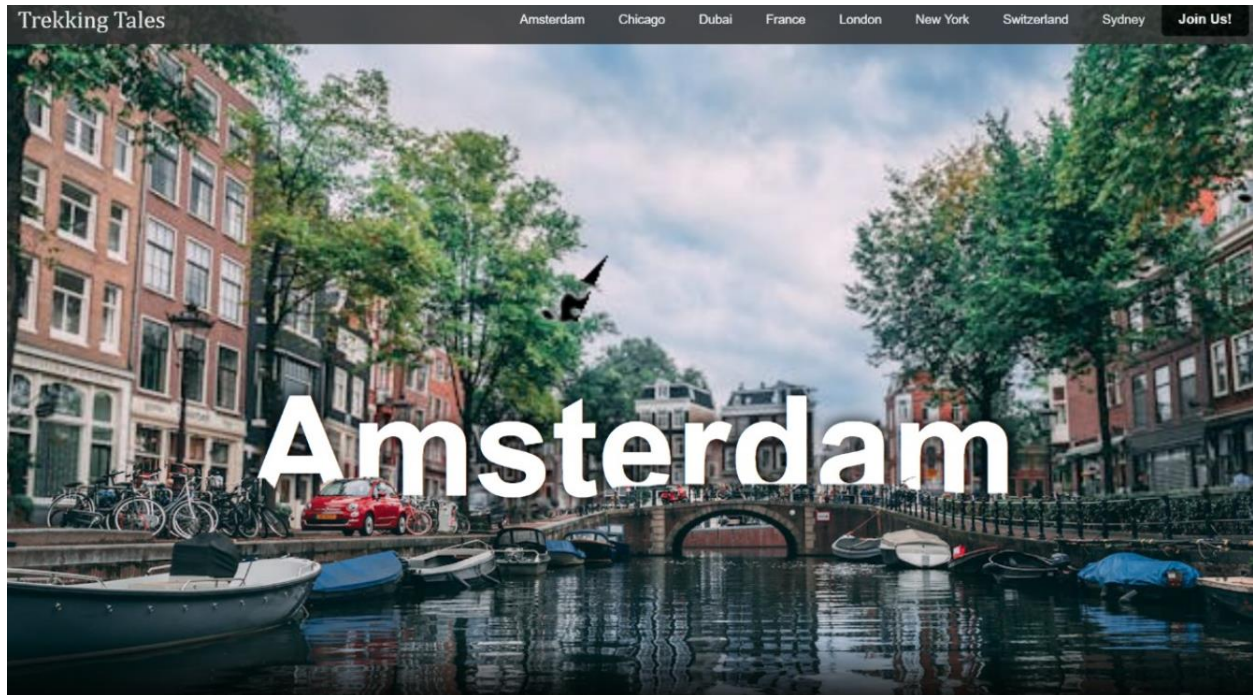 Trekking Tales
Amsterdam Chicago Dubai France London New York Switzerland Sydney Join Us!
Amsterdam